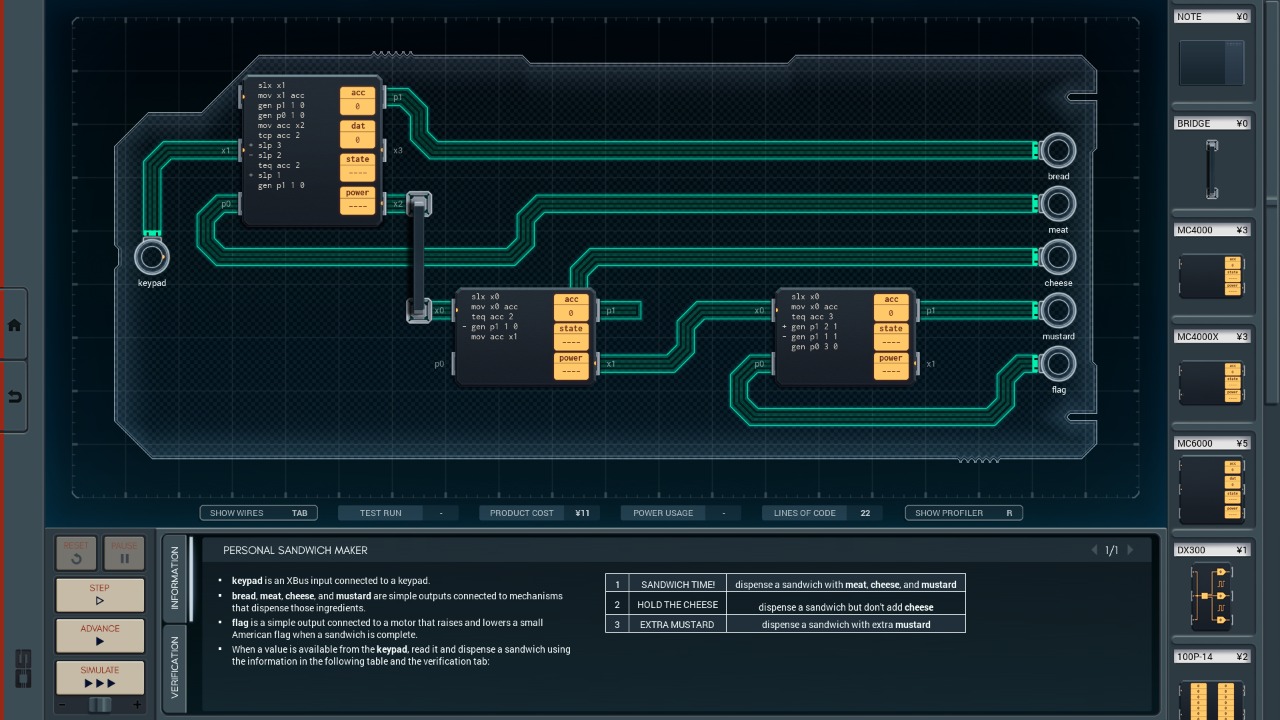 NOTE ¥0
BRIDGE ¥0
MC4000 ¥3
MC4000X ¥3
MC6000 ¥5
DX300 ¥1
100P-14 ¥2
slx x1
mov x1 acc
gen p1 1 0
gen p0 1 0
mov acc x2
tcp acc 2
+ slp 3
- slp 2
teq acc 2
+ slp 1
gen p1 1 0
acc
0
dat
0
state
----
power
----
x1
p0
p1
x3
x2
keypad
bread
meat
cheese
mustard
flag
slx x0
mov x0 acc
teq acc 2
- gen p1 1 0
mov acc x1
acc
0
state
----
power
----
x0
p0
p1
x1
slx x0
mov x0 acc
teq acc 3
+ gen p1 2 1
- gen p1 1 1
gen p0 3 0
acc
0
state
----
power
----
x0
p0
p1
x1
SHOW WIRES TAB
TEST RUN -
PRODUCT COST ¥11
POWER USAGE -
LINES OF CODE 22
SHOW PROFILER R
RESET
PAUSE
STEP
ADVANCE
SIMULATE
- +
INFORMATION
VERIFICATION
PERSONAL SANDWICH MAKER
1/1
▪ keypad is an XBus input connected to a keypad.
▪ bread, meat, cheese, and mustard are simple outputs connected to mechanisms
that dispense those ingredients.
▪ flag is a simple output connected to a motor that raises and lowers a small
American flag when a sandwich is complete.
▪ When a value is available from the keypad, read it and dispense a sandwich using
the information in the following table and the verification tab:
1 SANDWICH TIME! dispense a sandwich with meat, cheese, and mustard
2 HOLD THE CHEESE dispense a sandwich but don't add cheese
3 EXTRA MUSTARD dispense a sandwich with extra mustard